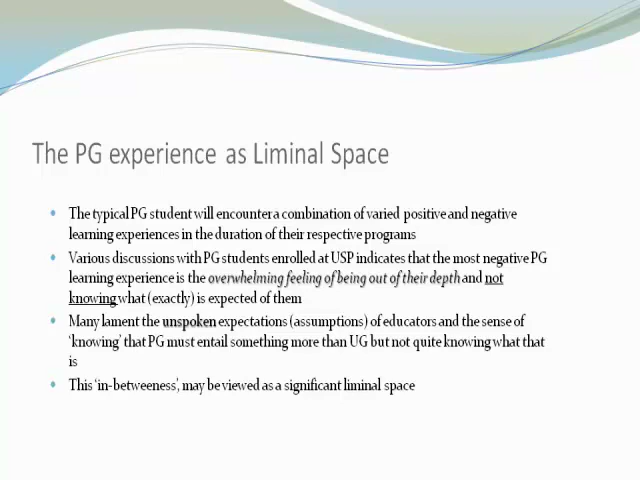 The PG experience as Liminal Space
The typical PG student will encounter a combination of varied positive and negative
learning experiences in the duration of their respective programs
Various discussions with PG students enrolled at USP indicates that the most negative PG
learning experience is the overwhelming feeling of being out of their depth and not
knowing what (exactly) is expected of them
Many lament the unspoken expectations (assumptions) of educators and the sense of
‘knowing’ that PG must entail something more than UG but not quite knowing what that
is
This ‘in-betweeness’, may be viewed as a significant liminal space